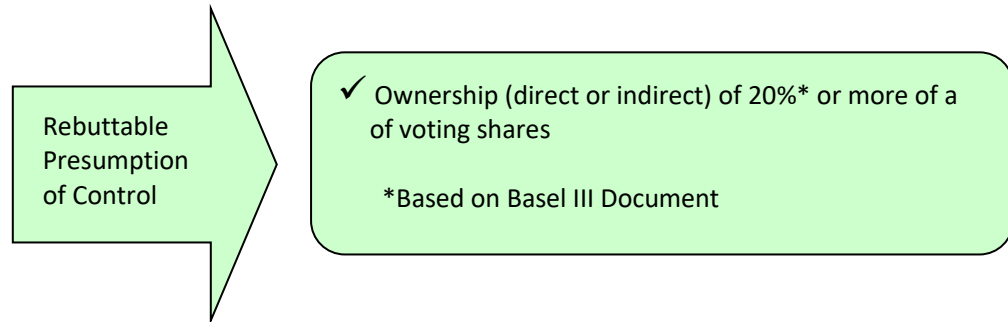 Rebuttable
Presumption
of Control
✓ Ownership (direct or indirect) of 20%* or more of a
of voting shares
*Based on Basel III Document